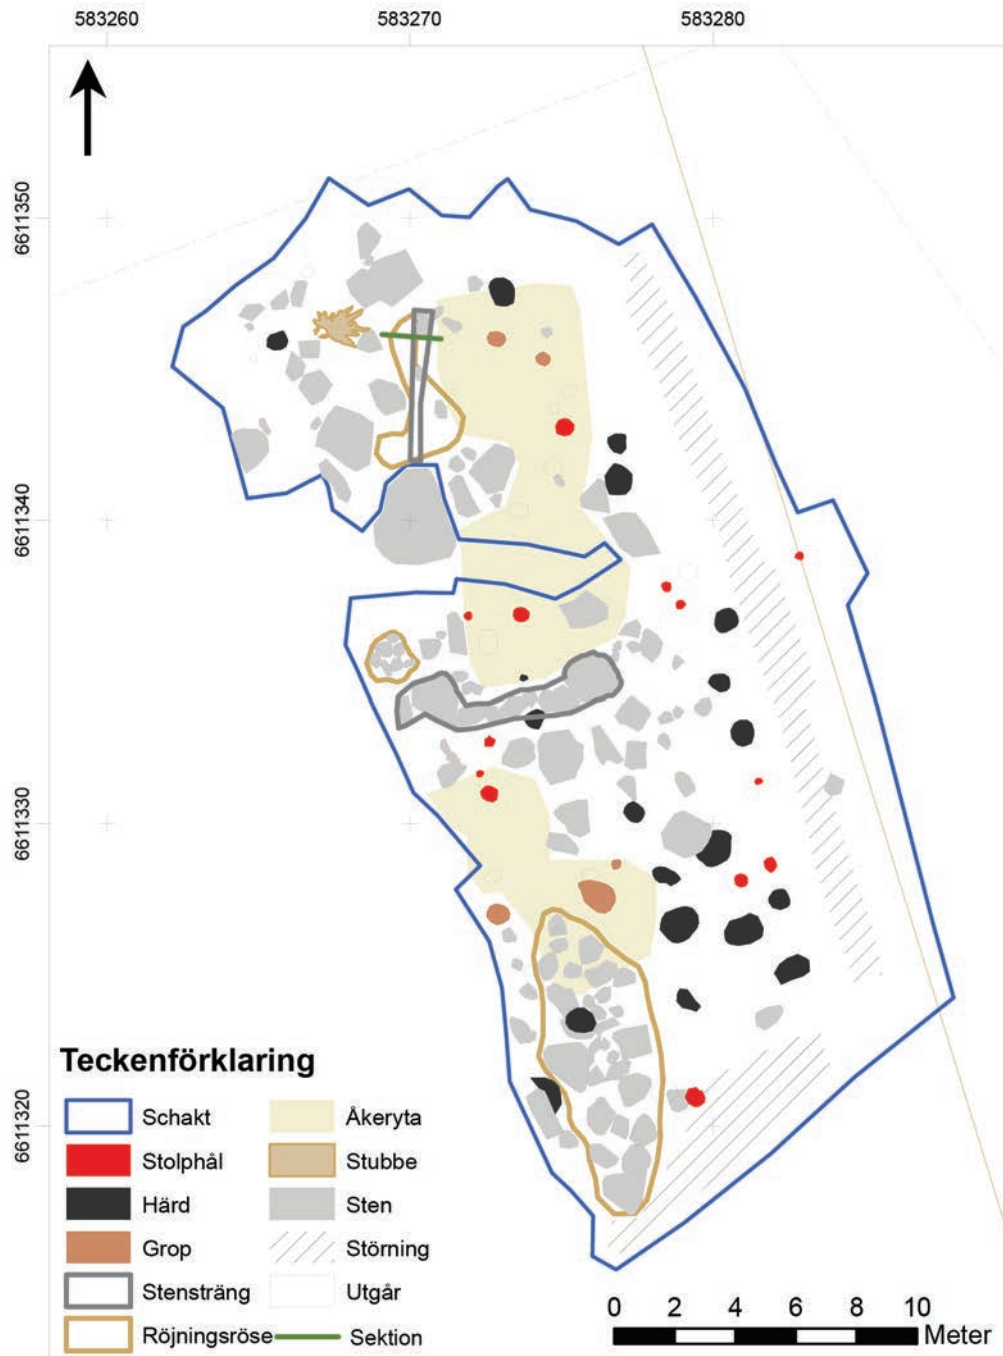 583260 583270 583280
6611350
6611340
6611330
6611320
Teckenförklaring
Schakt Åkeryta
Stolphål Stubbe
Härd Sten
Grop Störning
Stensträng Utgår
Röjningsröse Sektion
0 2 4 6 8 10
Meter